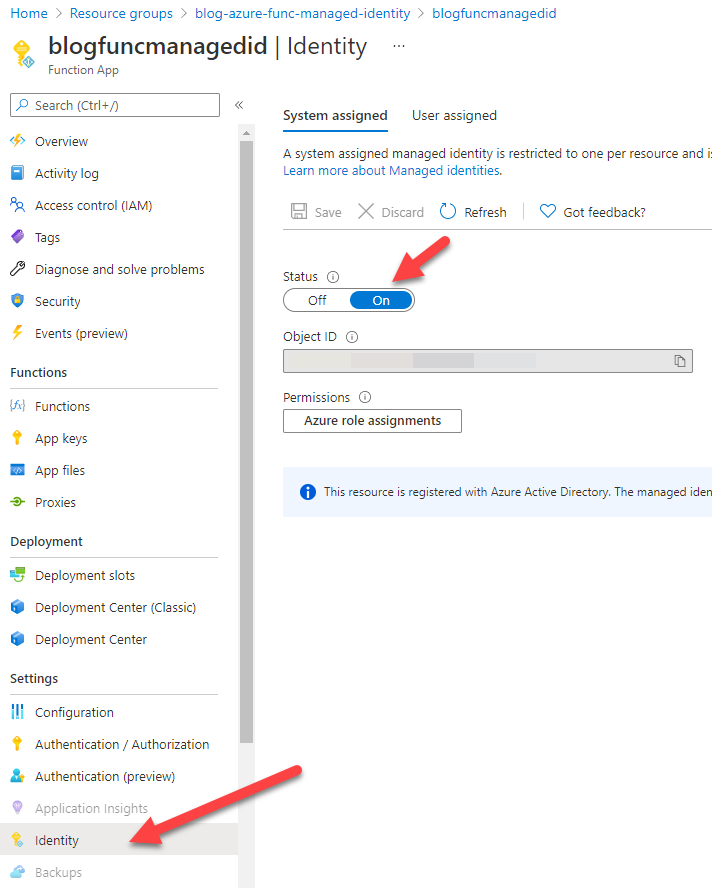 Home > Resource groups > blog-azure-func-managed-identity > blogfuncmanagedid
blogfuncmanagedid | Identity ...
Function App
Search (Ctrl+/) «
Overview
Activity log
Access control (IAM)
Tags
Diagnose and solve problems
Security
Events (preview)
Functions
Functions
App keys
App files
Proxies
Deployment
Deployment slots
Deployment Center (Classic)
Deployment Center
Settings
Configuration
Authentication / Authorization
Authentication (preview)
Application Insights
Identity
Backups
System assigned User assigned
A system assigned managed identity is restricted to one per resource and is
Learn more about Managed identities.
Save Discard Refresh Got feedback?
Status
Off On
Object ID
Permissions
Azure role assignments
This resource is registered with Azure Active Directory. The managed iden